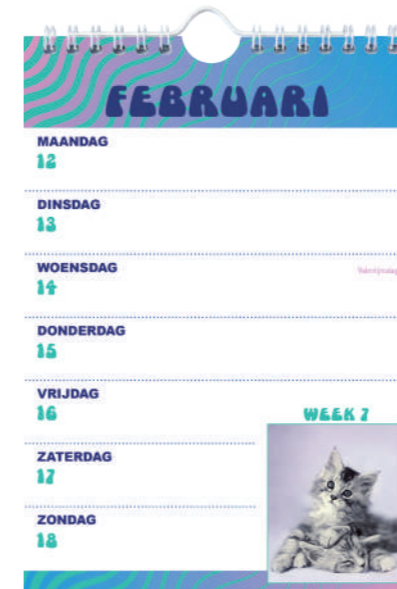 FEBRUARI
MAANDAG
12
DINSDAG
13
WOENSDAG
14
Valentijnsdag
DONDERDAG
15
VRIJDAG
16
WEEK 7
ZATERDAG
17
ZONDAG
18